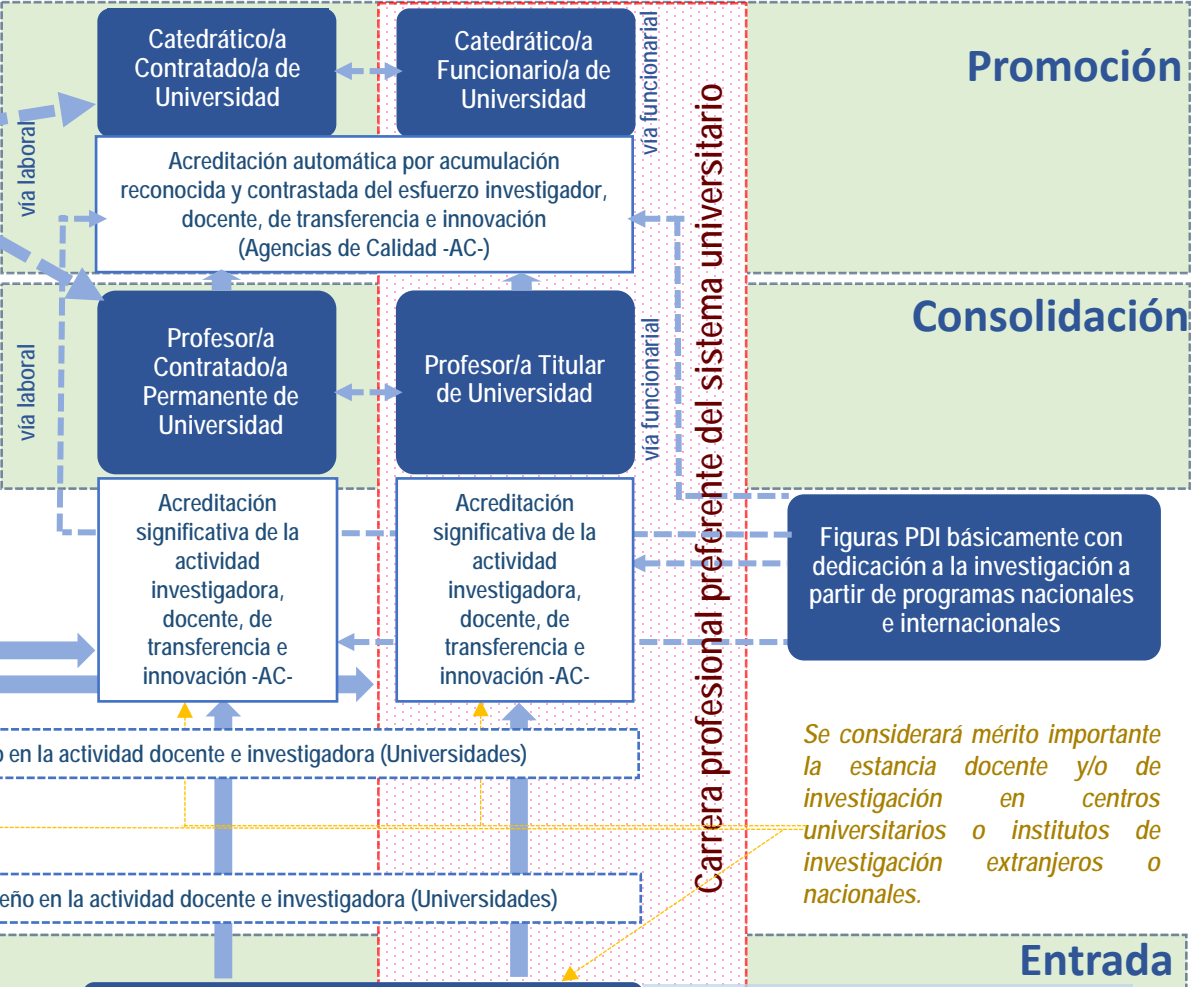 Catedrático/a
Contratado/a de
Universidad
Catedrático/a
Funcionario/a de
Universidad
vía funcionarial
Promoción
vía laboral
Acreditación automática por acumulación
reconocida y contrastada del esfuerzo investigador,
docente, de transferencia e innovación
(Agencias de Calidad -AC-)
Carrera profesional preferente del sistema universitario
Consolidación
vía laboral
Profesor/a
Contratado/a
Permanente de
Universidad
Profesor/a Titular
de Universidad
vía funcionarial
Acreditación
significativa de la
actividad
investigadora,
docente, de
transferencia e
innovación -AC-
Acreditación
significativa de la
actividad
investigadora,
docente, de
transferencia e
innovación -AC-
Figuras PDI básicamente con
dedicación a la investigación a
partir de programas nacionales
e internacionales
o en la actividad docente e investigadora (Universidades)
Se considerará mérito importante
la estancia docente y/o de
investigación en centros
universitarios o institutos de
investigación extranjeros o
nacionales.
eño en la actividad docente e investigadora (Universidades)
Entrada